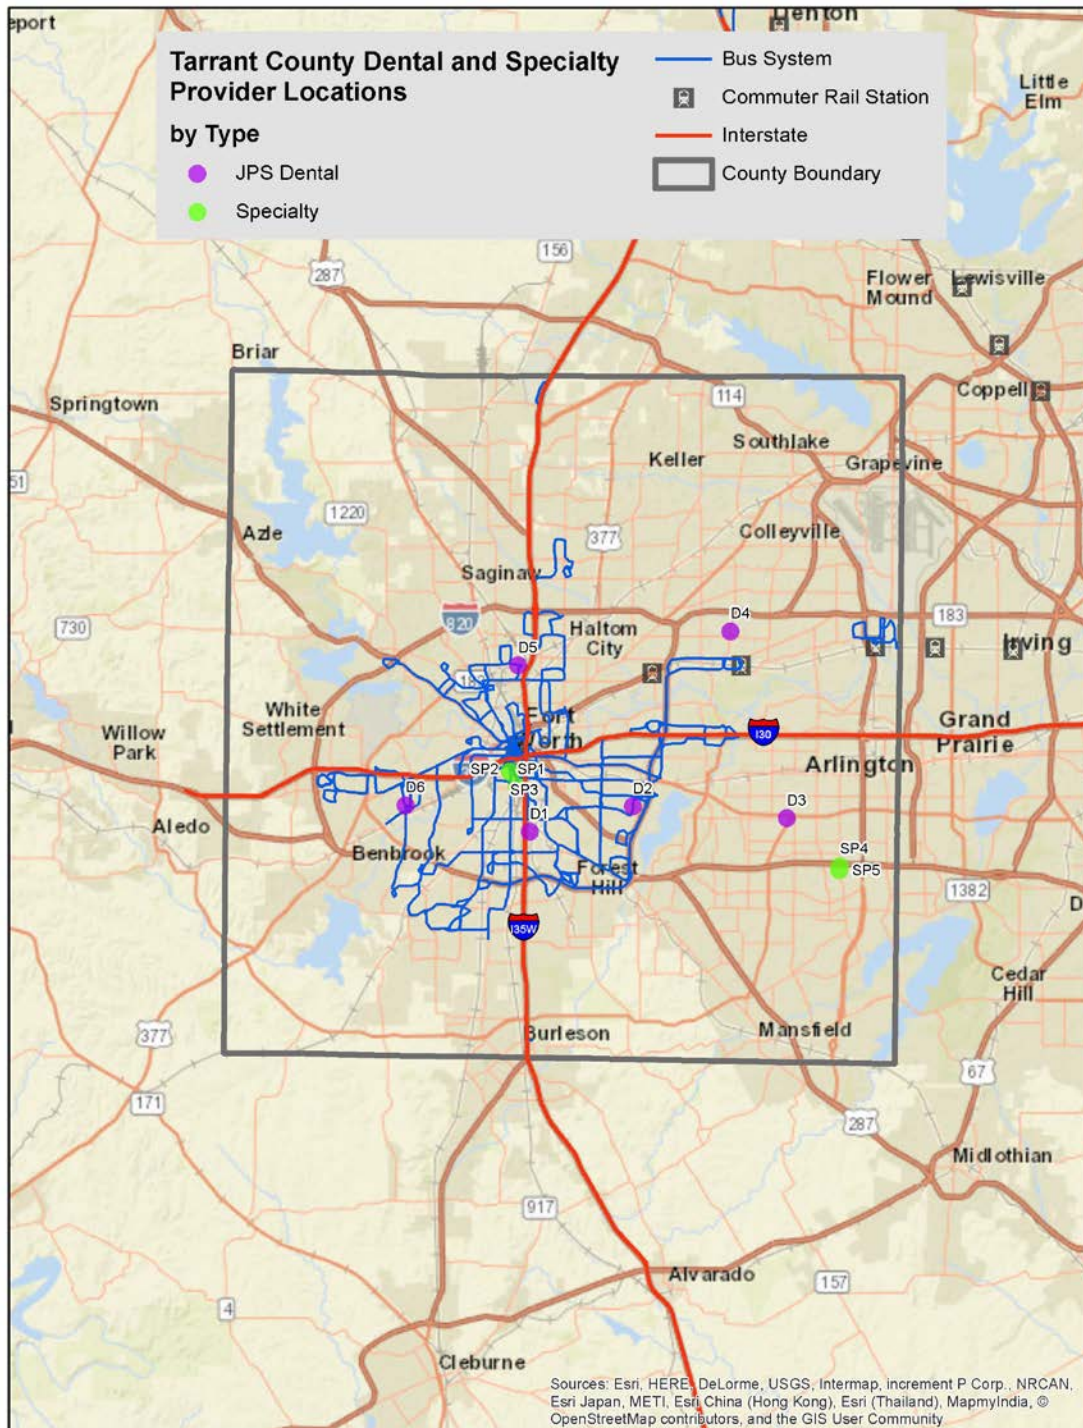 eport
Denton
Tarrant County Dental and Specialty
Provider Locations
by Type
JPS Dental
Specialty
Bus System
Commuter Rail Station
Interstate
County Boundary
Little
Elm
156
287
Flower
Mound
Lewisville
Briar
Springtown
114
Coppell
Southlake
Keller
Grapevine
51
1220
377
Azle
Colleyville
Saginaw
820
730
Haltom
City
D4
183
Irving
D5
183
White
Settlement
Fort
Worth
Willow
Park
I30
Grand
Prairie
Arlington
SP2
SP1
SP3
D6
D2
D3
Aledo
D1
Benbrook
SP4
SP5
Forest
Hill
1382
D
I35W
Cedar
Hill
377
Burleson
Mansfield
67
171
287
Midlothian
917
Alvarado
157
4
Cleburne
Sources: Esri, HERE, DeLorme, USGS, Intermap, increment P Corp., NRCAN,
Esri Japan, METI, Esri China (Hong Kong), Esri (Thailand), MapmyIndia, ©
OpenStreetMap contributors, and the GIS User Community